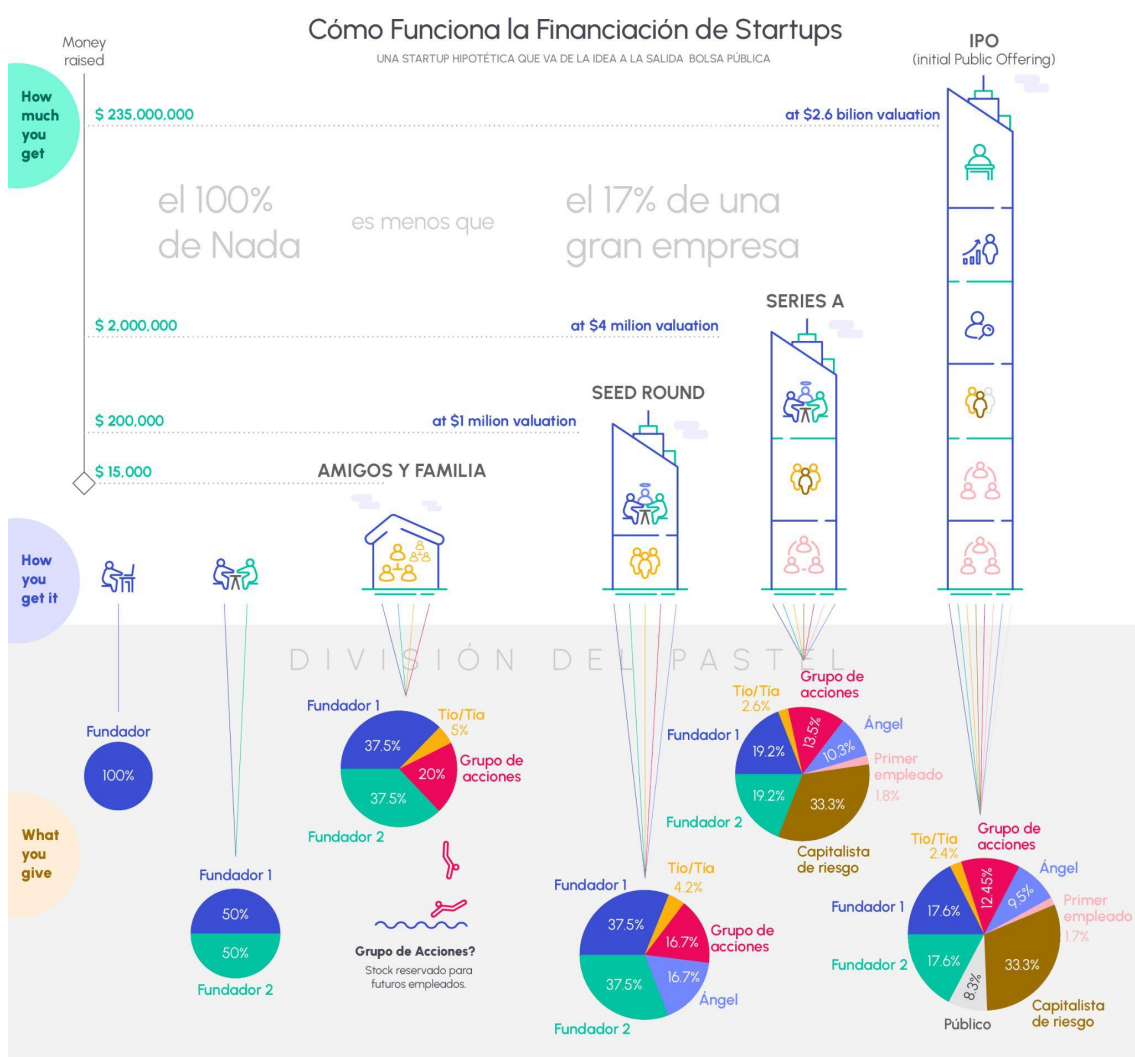 Cómo Funciona la Financiación de Startups
UNA STARTUP HIPOTÉTICA QUE VA DE LA IDEA A LA SALIDA BOLSA PÚBLICA
Money
raised
IPO
(initial Public Offering)
How
much
you
get
$ 235,000,000
at $2.6 bilion valuation
el 100%
de Nada
es menos que
el 17% de una
gran empresa
SERIES A
$ 2,000,000
at $4 milion valuation
SEED ROUND
$ 200,000
at $1 milion valuation
$ 15,000
AMIGOS Y FAMILIA
How
you
get it
DIVISIÓN DEL PASTEL
What
you
give
Fundador
100%
Fundador 1
50%
50%
Fundador 2
Fundador 1
Tío/Tía
5%
37.5%
Grupo de
acciones
20%
37.5%
Fundador 2
Grupo de Acciones?
Stock reservado para
futuros empleados.
Fundador 1
Tío/Tía
4.2%
37.5%
Grupo de
acciones
16.7%
37.5%
16.7%
Ángel
Fundador 2
Tío/Tía
2.6%
Grupo de
acciones
13.5%
Ángel
10.3%
Fundador 1
19.2%
Primer
empleado
1.8%
19.2%
33.3%
Fundador 2
Capitalista
de riesgo
Tío/Tía
2.4%
Grupo de
acciones
12.45%
Ángel
9.5%
Fundador 1
17.6%
Primer
empleado
1.7%
Fundador 2
17.6%
33.3%
8.3%
Público
Capitalista
de riesgo